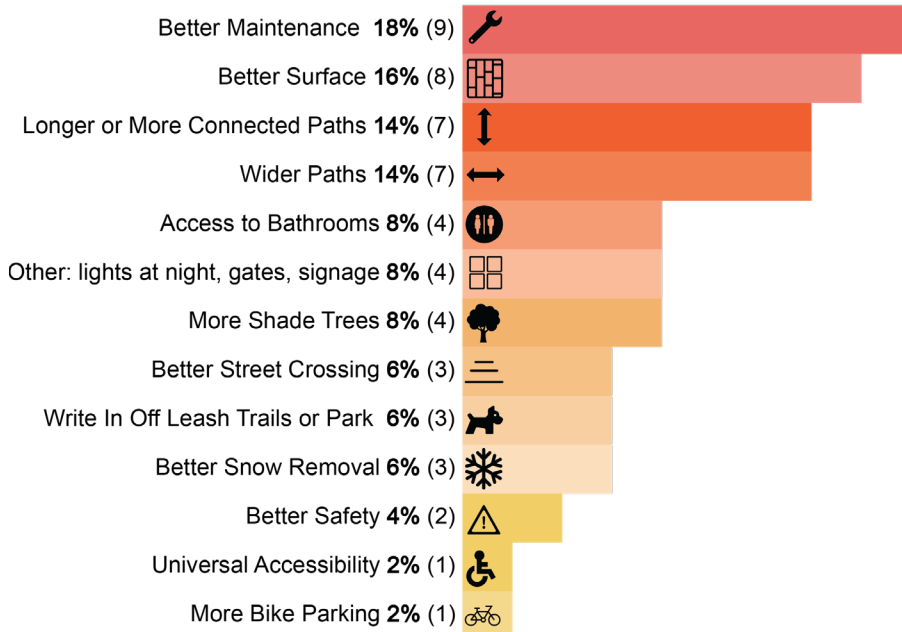 Better Maintenance 18% (9)
Better Surface 16% (8)
Longer or More Connected Paths 14% (7)
Wider Paths 14% (7)
Access to Bathrooms 8% (4)
Other: lights at night, gates, signage 8% (4)
More Shade Trees 8% (4)
Better Street Crossing 6% (3)
Write In Off Leash Trails or Park 6% (3)
Better Snow Removal 6% (3)
Better Safety 4% (2)
Universal Accessibility 2% (1)
More Bike Parking 2% (1)